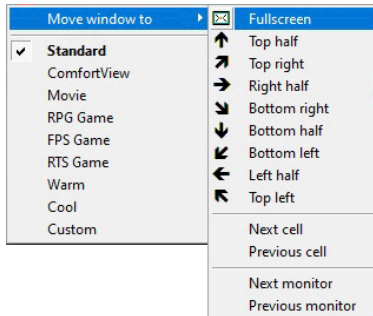 Move window to
Standard
ComfortView
Movie
RPG Game
FPS Game
RTS Game
Warm
Cool
Custom
Fullscreen
Top half
Top right
Right half
Bottom right
Bottom half
Bottom left
Left half
Top left
Next cell
Previous cell
Next monitor
Previous monitor